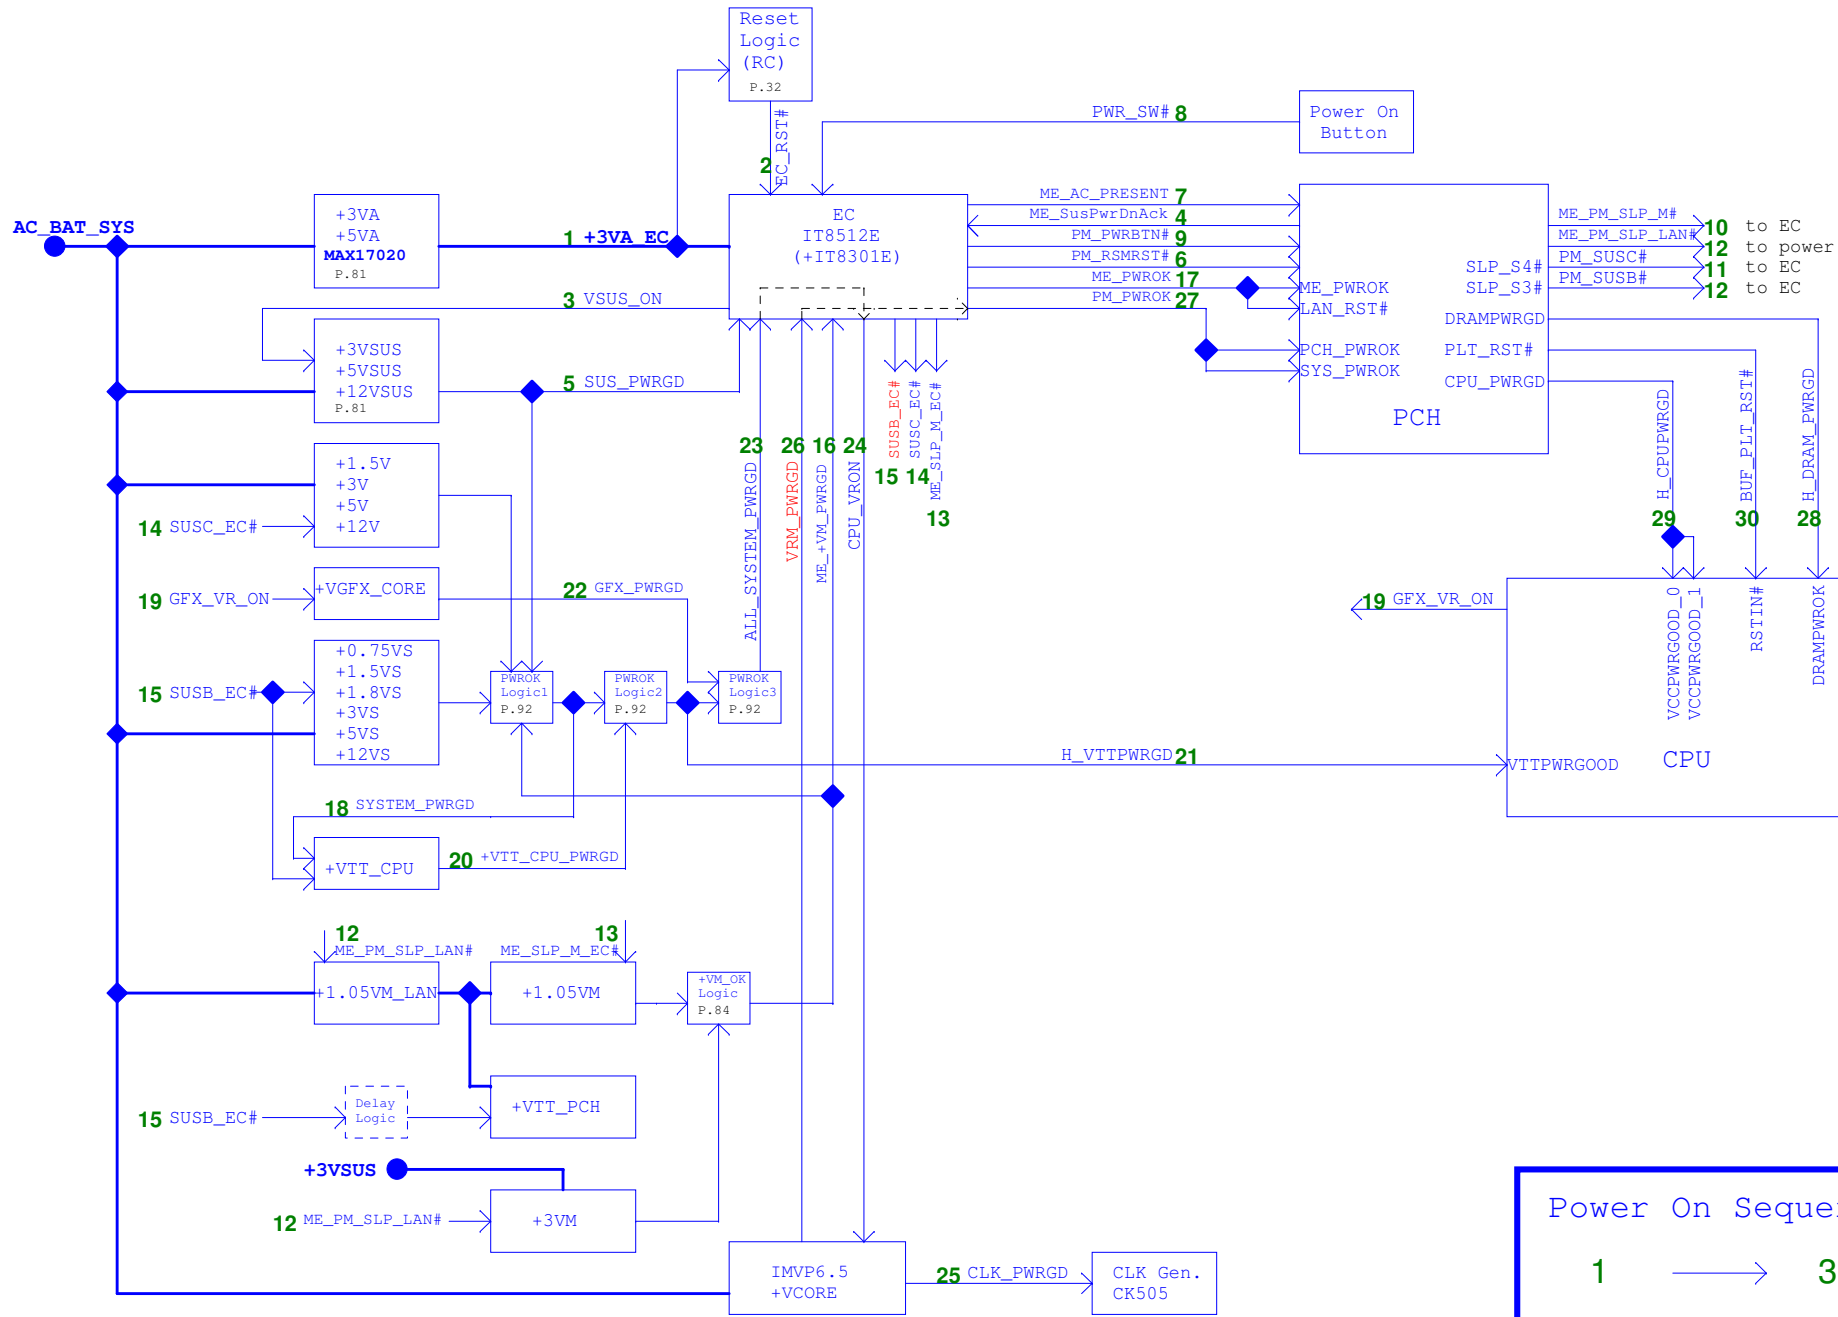 Reset
Logic
(RC)
P.32
PWR_SW# 8
Power On
Button
2
EC_RST#
AC_BAT_SYS
+3VA
+5VA
MAX17020
P.81
1 +3VA_EC
EC
IT8512E
(+IT8301E)
ME_AC_PRESENT 7
ME_SusPwrDnAck 4
PM_PWRBTN# 9
PM_RSMRST# 6
ME_PWROK 17
PM_PWROK 27
ME_PWROK
LAN_RST#
PCH_PWROK
SYS_PWROK
SLP_S4#
SLP_S3#
DRAMPWRGD
PLT_RST#
CPU_PWRGD
PCH
ME_PM_SLP_M# 10 to EC
ME_PM_SLP_LAN# 12 to power
PM_SUSC# 11 to EC
PM_SUSB# 12 to EC
3 VSUS_ON
+3VSUS
+5VSUS
+12VSUS
P.81
5 SUS_PWRGD
23
ALL_SYSTEM_PWRGD
26
VRM_PWRGD
16
ME_+VM_PWRGD
24
CPU_VRON
SUSB_EC#
15
SUSC_EC#
14
ME_SLP_M_EC#
13
H_CPUPWRGD
29
BUF_PLT_RST#
30
H_DRAM_PWRGD
28
+1.5V
+3V
+5V
+12V
14 SUSC_EC#
19 GFX_VR_ON
+VGFX_CORE
22 GFX_PWRGD
19 GFX_VR_ON
VCCPWRGOOD_0
VCCPWRGOOD_1
RSTIN#
DRAMPWROK
+0.75VS
+1.5VS
+1.8VS
+3VS
+5VS
+12VS
15 SUSB_EC#
PWROK
Logic1
P.92
PWROK
Logic2
P.92
PWROK
Logic3
P.92
H_VTTPWRGD 21
VTTPWRGOOD
CPU
18 SYSTEM_PWRGD
+VTT_CPU
20 +VTT_CPU_PWRGD
12
ME_PM_SLP_LAN#
13
ME_SLP_M_EC#
+1.05VM_LAN
+1.05VM
+VM_OK
Logic
P.84
15 SUSB_EC#
Delay
Logic
+VTT_PCH
+3VSUS
12 ME_PM_SLP_LAN#
+3VM
IMVP6.5
+VCORE
25 CLK_PWRGD
CLK Gen.
CK505
Power On Seque
1
3